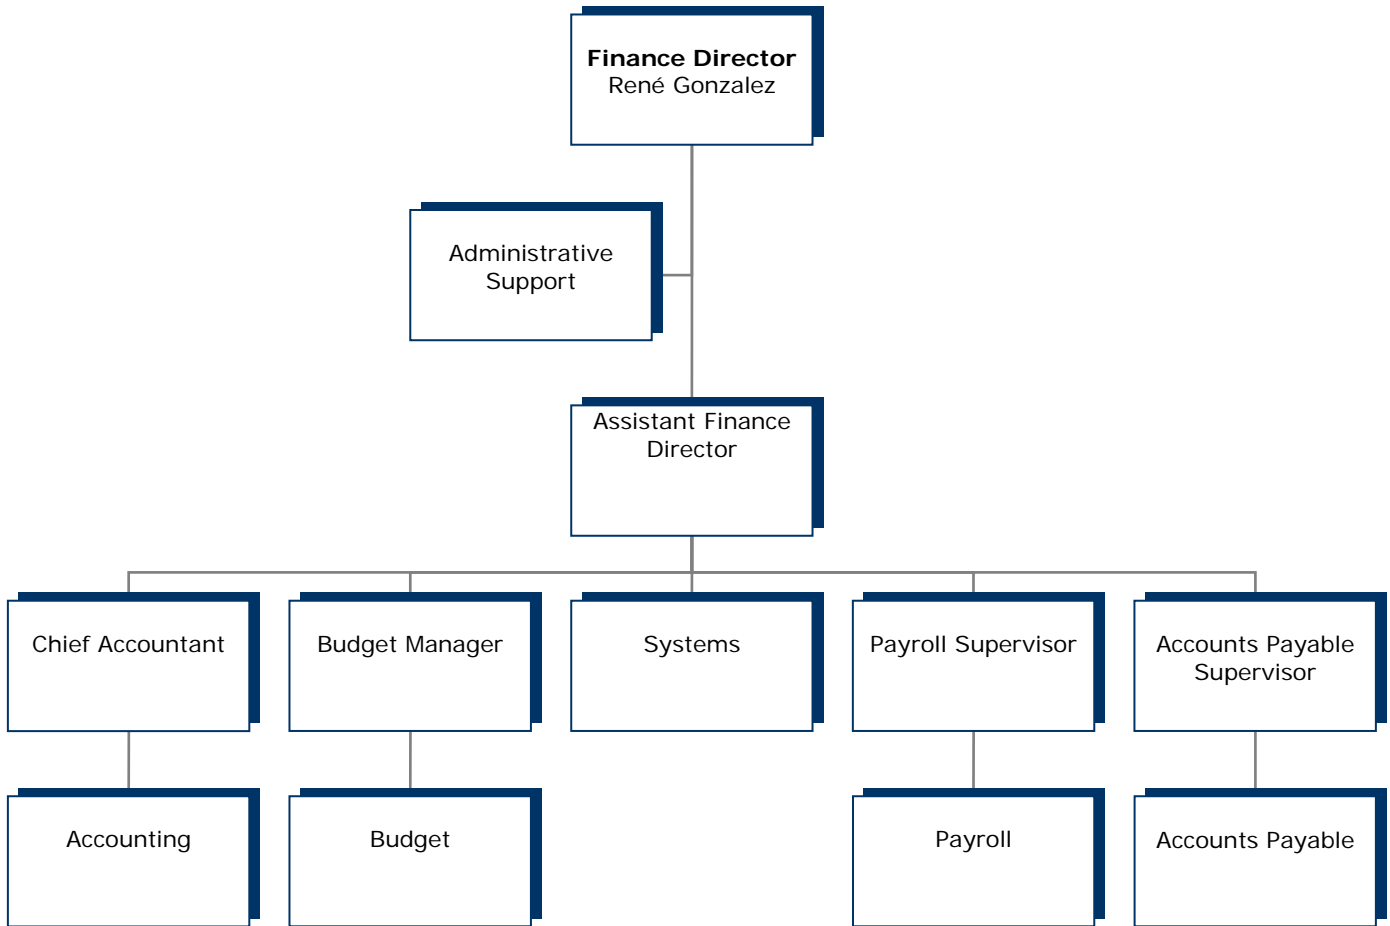 Finance Director
René Gonzalez
Administrative
Support
Assistant Finance
Director
Chief Accountant
Budget Manager
Systems
Payroll Supervisor
Accounts Payable
Supervisor
Accounting
Budget
Payroll
Accounts Payable